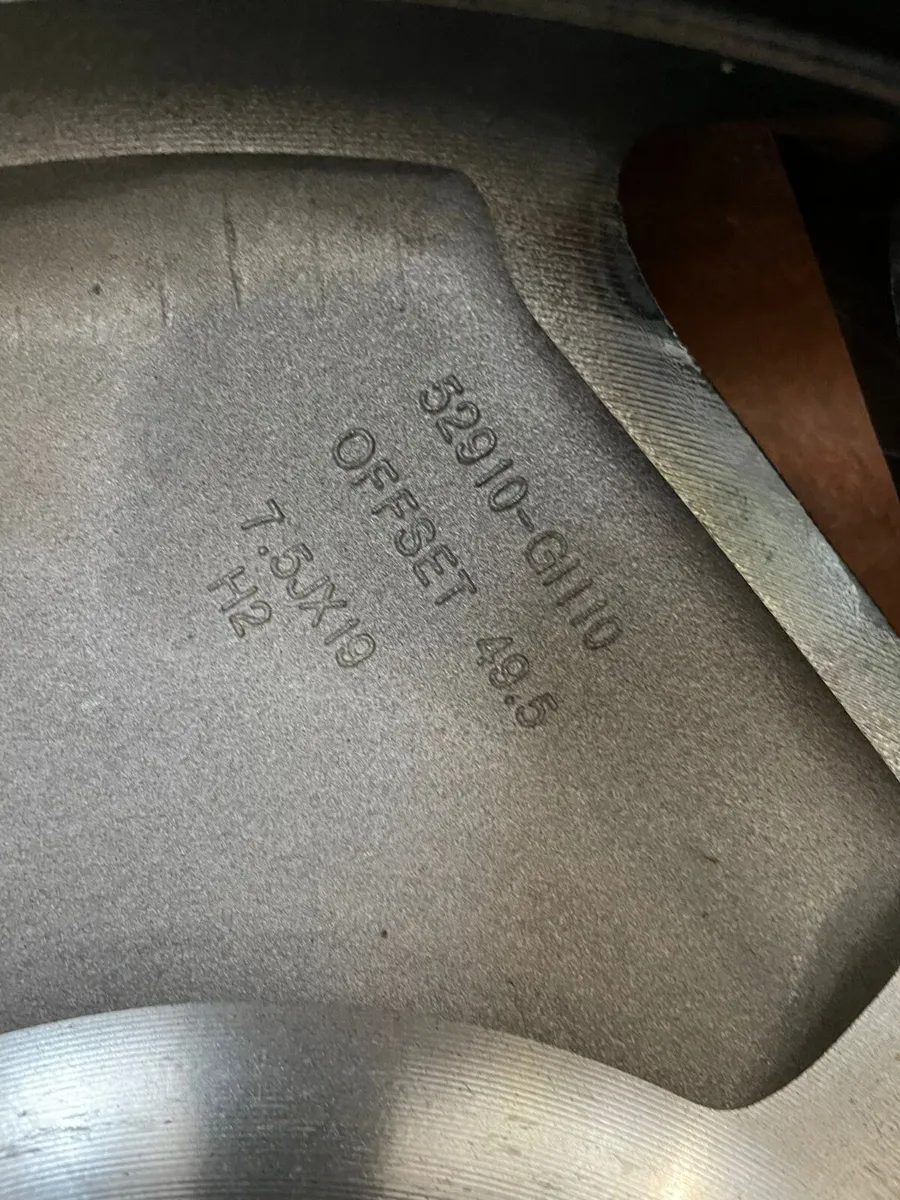 52910-GI110
OFFSET 49.5
7.5JX19
H2